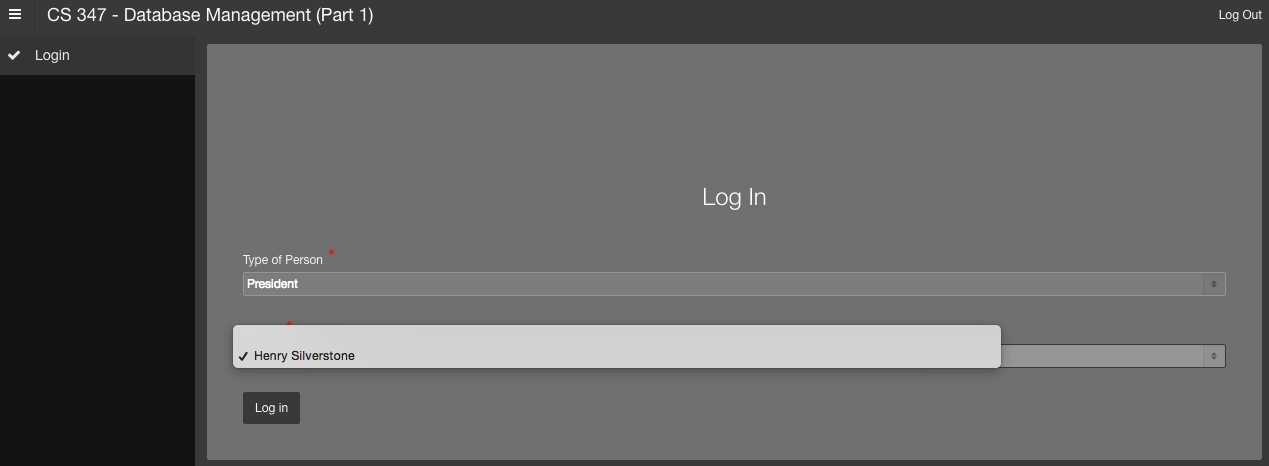 CS 347 - Database Management (Part 1)
Log Out
Login
Log In
Type of Person *
President
*
Henry Silverstone
Log in